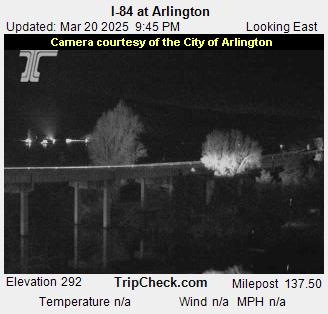 I-84 at Arlington
Updated: Mar 20 2025 9:45 PM Looking East
Camera courtesy of the City of Arlington
Elevation 292 TripCheck.com Milepost 137.50
Temperature n/a Wind n/a MPH n/a